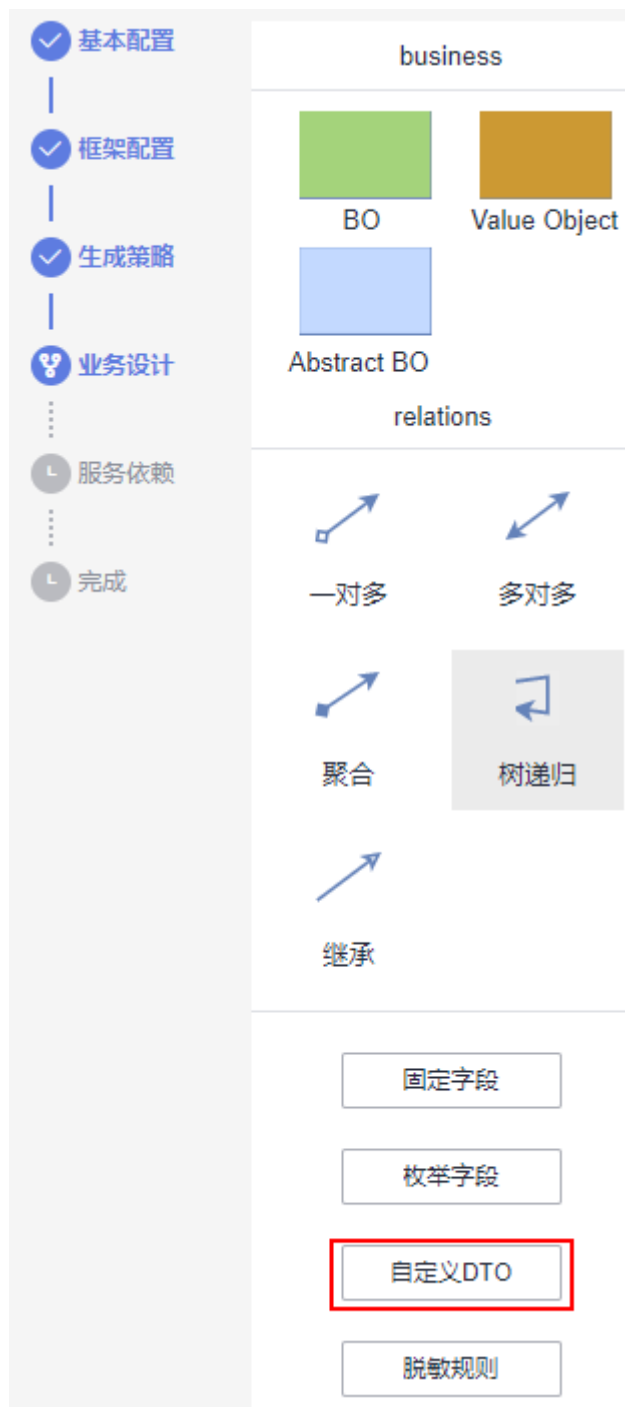 基本配置
框架配置
生成策略
业务设计
服务依赖
完成
business
BO
Value Object
Abstract BO
relations
一对多
多对多
聚合
树递归
继承
固定字段
枚举字段
自定义DTO
脱敏规则